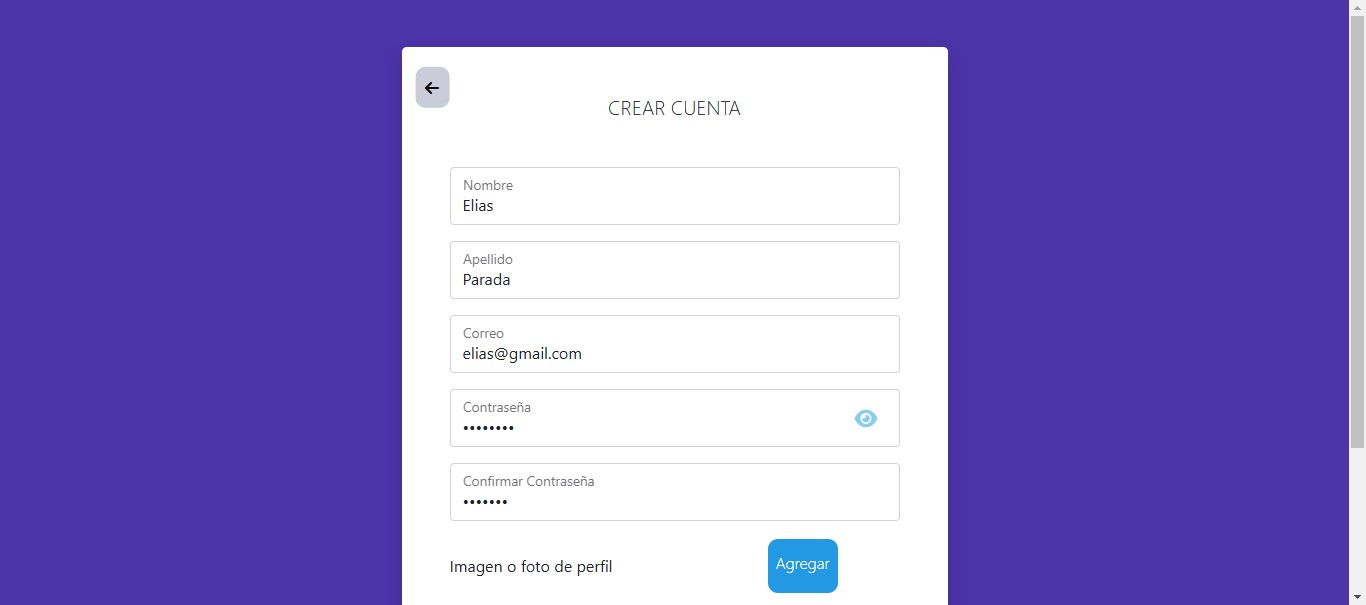 CREAR CUENTA
Nombre
Elias
Apellido
Parada
Correo
elias@gmail.com
Contraseña
••••••••
Confirmar Contraseña
•••••••
Imagen o foto de perfil
Agregar